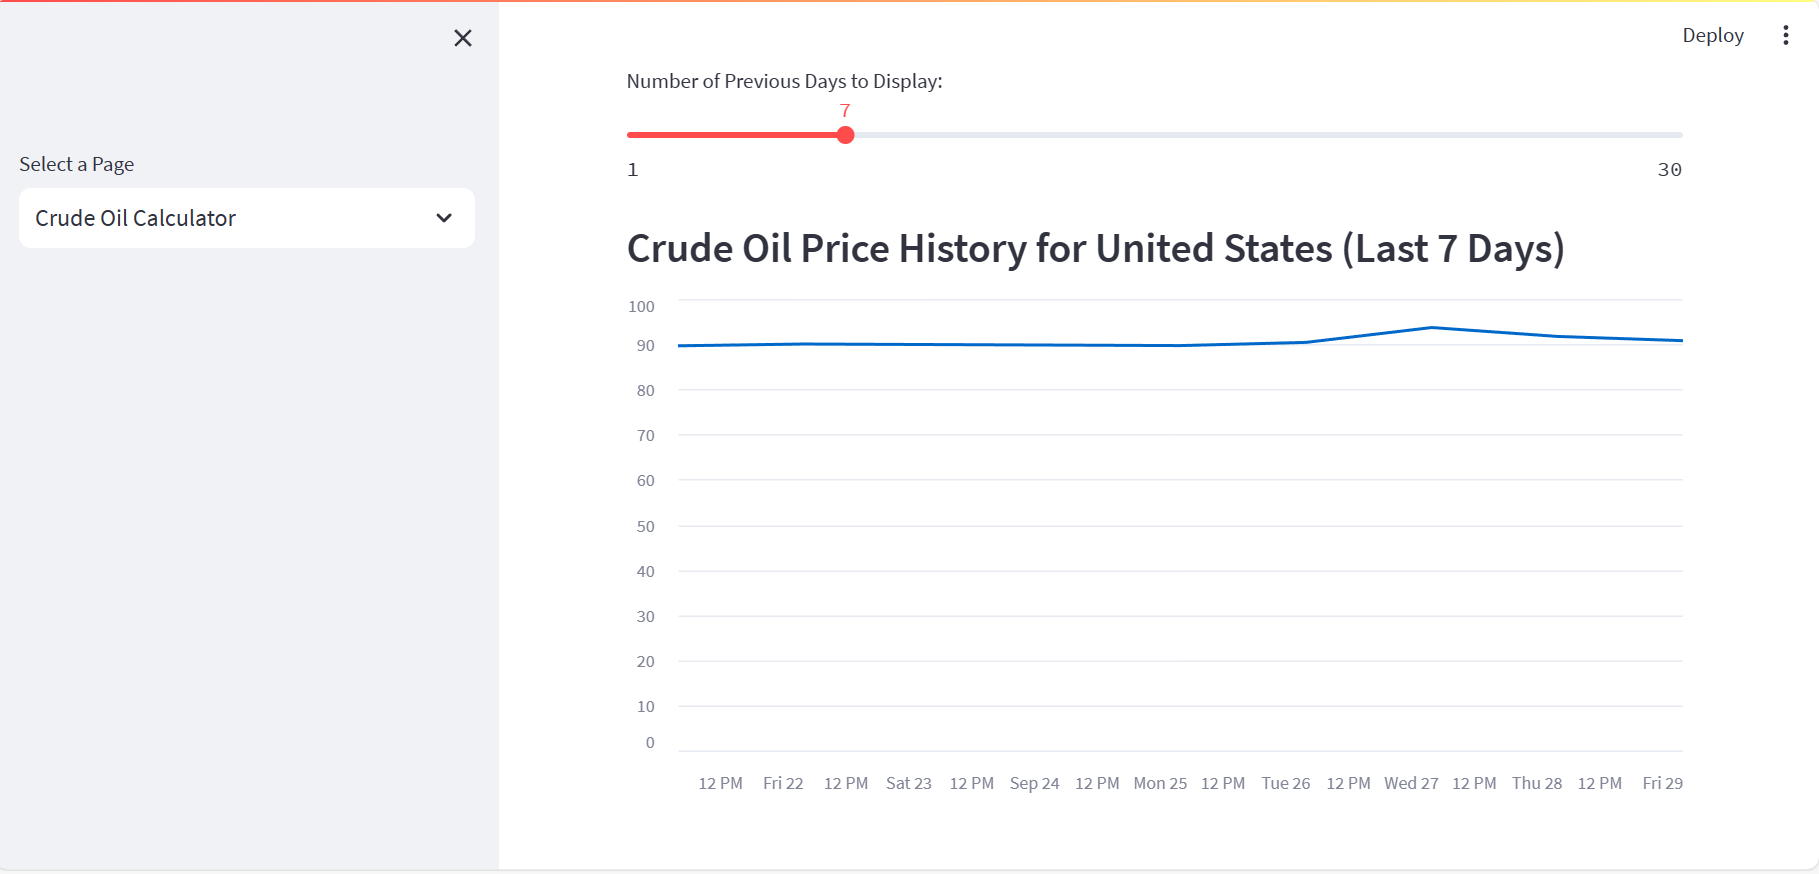 Deploy
Select a Page
Crude Oil Calculator
Number of Previous Days to Display:
7
1 30
Crude Oil Price History for United States (Last 7 Days)
100
90
80
70
60
50
40
30
20
10
0
12 PM Fri 22 12 PM Sat 23 12 PM Sep 24 12 PM Mon 25 12 PM Tue 26 12 PM Wed 27 12 PM Thu 28 12 PM Fri 29